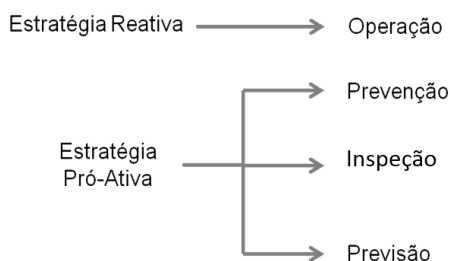 Estratégia Reativa
Operação
Prevenção
Estratégia
Pró-Ativa
Inspeção
Previsão